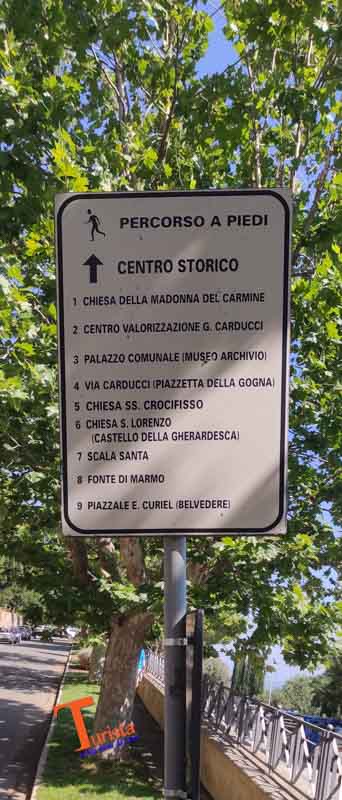 PERCORSO A PIEDI
CENTRO STORICO
1 CHIESA DELLA MADONNA DEL CARMINE
2 CENTRO VALORIZZAZIONE G. CARDUCCI
3 PALAZZO COMUNALE (MUSEO ARCHIVIO)
4 VIA CARDUCCI (PIAZZETTA DELLA GOGNA)
5 CHIESA SS. CROCIFISSO
6 CHIESA S. LORENZO
(CASTELLO DELLA GHERARDESCA)
7 SCALA SANTA
8 FONTE DI MARMO
9 PIAZZALE E. CURIEL (BELVEDERE)
Turista